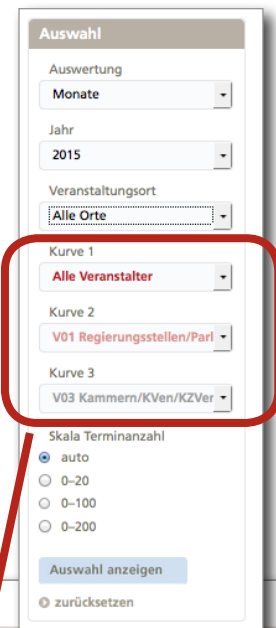 Auswahl
Auswertung
Monate
Jahr
2015
Veranstaltungsort
Alle Orte
Kurve 1
Alle Veranstalter
Kurve 2
V01 Regierungsstellen/Parl
Kurve 3
V03 Kammern/KVen/KZVer
Skala Terminanzahl
auto
0–20
0–100
0–200
Auswahl anzeigen
zurücksetzen